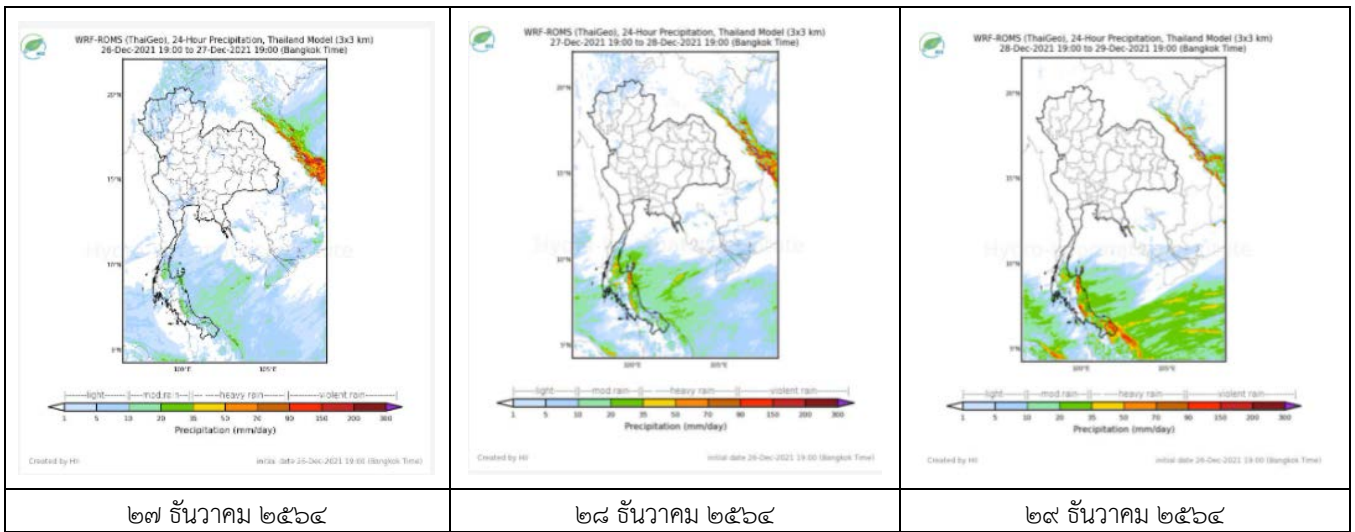 WRF-ROMS (ThaiGeo), 24-Hour Precipitation, Thailand Model (3x3 km)
26-Dec-2021 19:00 to 27-Dec-2021 19:00 (Bangkok Time)
20°N
15°N
10°N
5°N
100°E 105°E
light mod.rain heavy rain violent rain
1 5 10 20 35 50 70 90 150 200 300
Precipitation (mm/day)
Created by HII initial date 26-Dec-2021 19:00 (Bangkok Time)
๒๗ ธันวาคม ๒๕๖๔
WRF-ROMS (ThaiGeo), 24-Hour Precipitation, Thailand Model (3x3 km)
27-Dec-2021 19:00 to 28-Dec-2021 19:00 (Bangkok Time)
20°N
15°N
10°N
5°N
100°E 105°E
light mod.rain heavy rain violent rain
1 5 10 20 35 50 70 90 150 200 300
Precipitation (mm/day)
Created by HII initial date 26-Dec-2021 19:00 (Bangkok Time)
๒๘ ธันวาคม ๒๕๖๔
WRF-ROMS (ThaiGeo), 24-Hour Precipitation, Thailand Model (3x3 km)
28-Dec-2021 19:00 to 29-Dec-2021 19:00 (Bangkok Time)
20°N
15°N
10°N
5°N
100°E 105°E
light mod.rain heavy rain violent rain
1 5 10 20 35 50 70 90 150 200 300
Precipitation (mm/day)
Created by HII initial date 26-Dec-2021 19:00 (Bangkok Time)
๒๙ ธันวาคม ๒๕๖๔